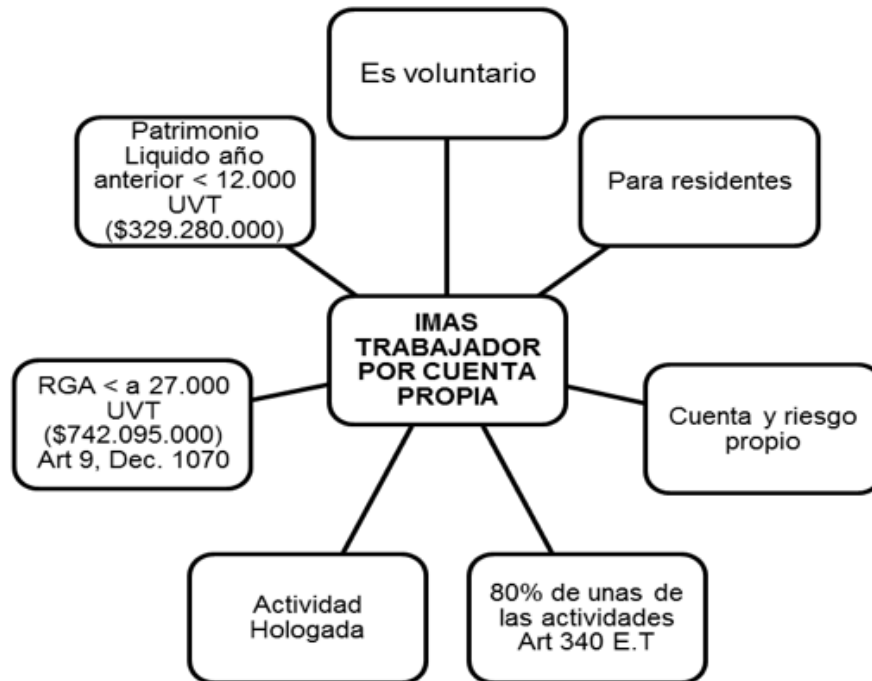 Es voluntario
Patrimonio
Liquido año
anterior < 12.000
UVT
($329.280.000)
Para residentes
IMAS
TRABAJADOR
POR CUENTA
PROPIA
RGA < a 27.000
UVT
($742.095.000)
Art 9, Dec. 1070
Cuenta y riesgo
propio
Actividad
Hologada
80% de unas de
las actividades
Art 340 E.T